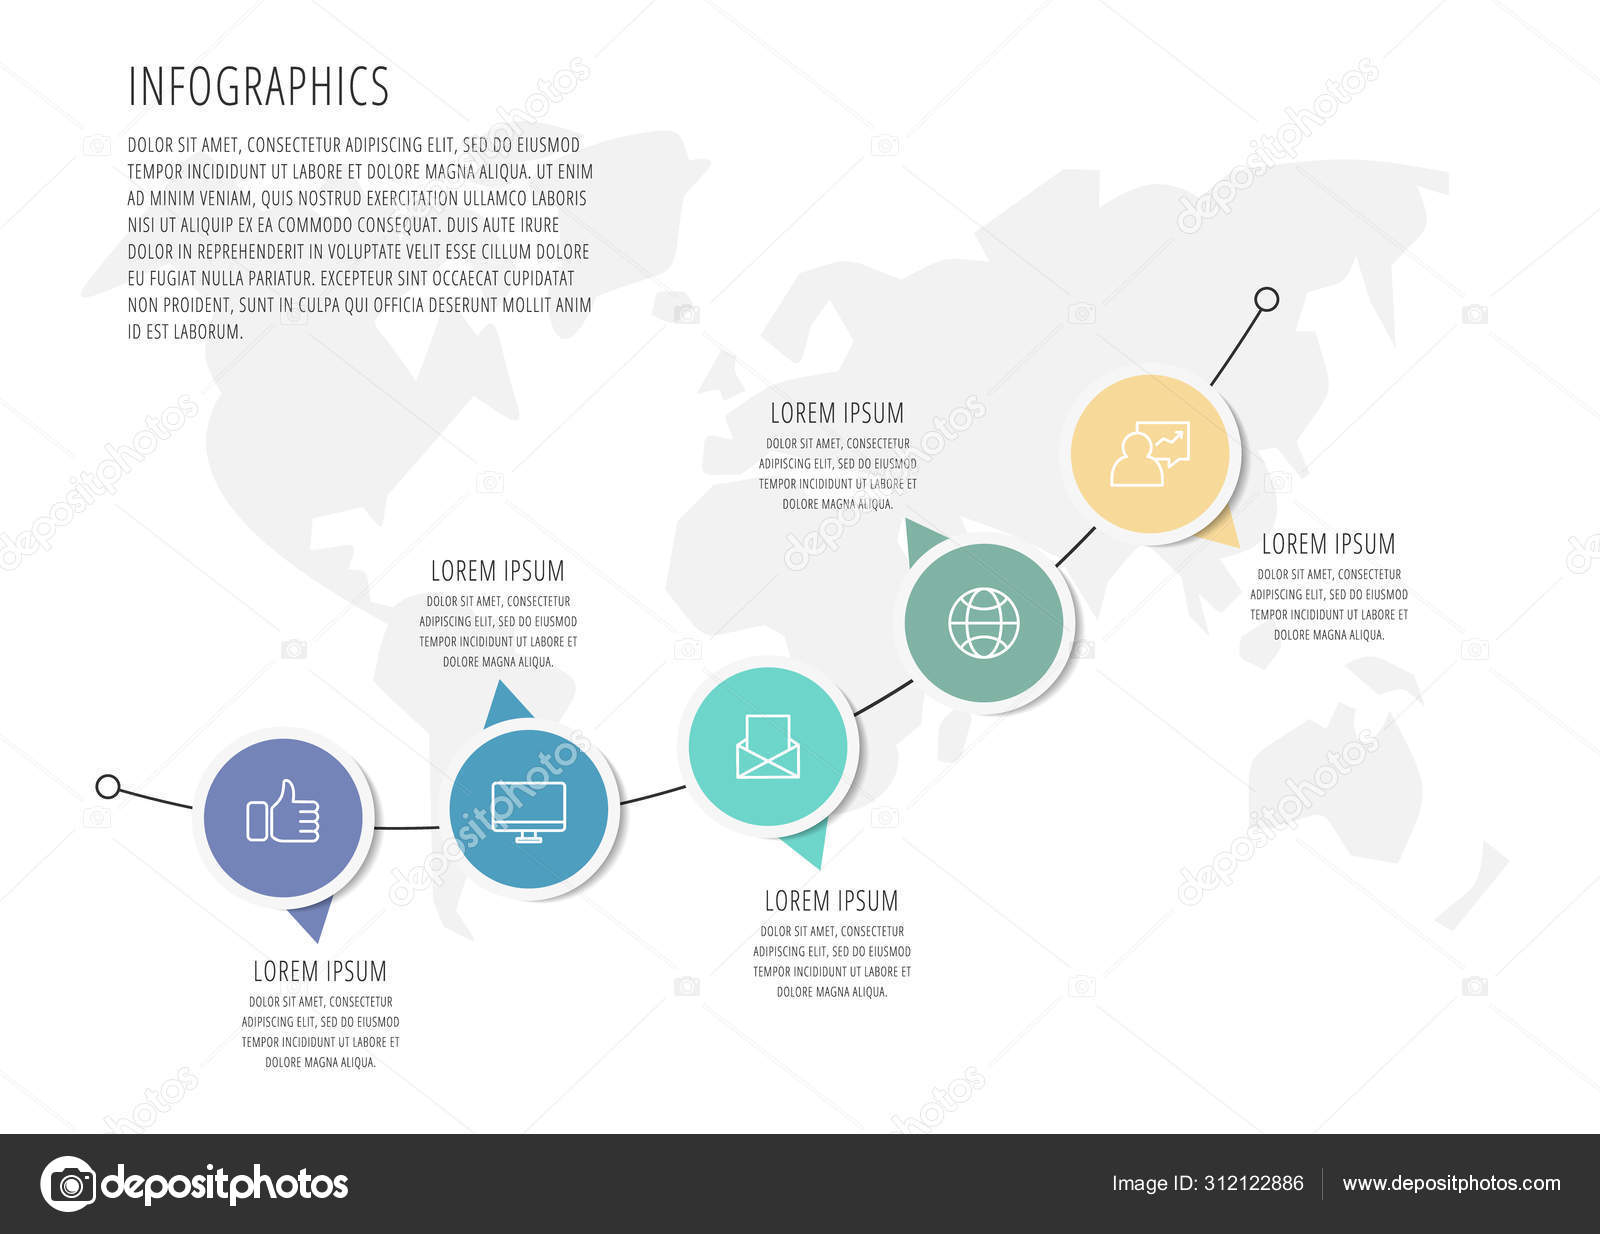 INFOGRAPHICS
DOLOR SIT AMET, CONSECTETUR ADIPISCING ELIT, SED DO EIUSMOD
TEMPOR INCIDIDUNT UT LABORE ET DOLORE MAGNA ALIQUA. UT ENIM
AD MINIM VENIAM, QUIS NOSTRUD EXERCITATION ULLAMCO LABORIS
NISI UT ALIQUIP EX EA COMMODO CONSEQUAT. DUIS AUTE IRURE
DOLOR IN REPREHENDERIT IN VOLUPTATE VELIT ESSE CILLUM DOLORE
EU FUGIAT NULLA PARIATUR. EXCEPTEUR SINT OCCAECAT CUPIDATAT
NON PROIDENT, SUNT IN CULPA QUI OFFICIA DESERUNT MOLLIT ANIM
ID EST LABORUM.
LOREM IPSUM
DOLOR SIT AMET, CONSECTETUR
ADIPISCING ELIT, SED DO EIUSMOD
TEMPOR INCIDIDUNT UT LABORE ET
DOLORE MAGNA ALIQUA.
LOREM IPSUM
DOLOR SIT AMET, CONSECTETUR
ADIPISCING ELIT, SED DO EIUSMOD
TEMPOR INCIDIDUNT UT LABORE ET
DOLORE MAGNA ALIQUA.
LOREM IPSUM
DOLOR SIT AMET, CONSECTETUR
ADIPISCING ELIT, SED DO EIUSMOD
TEMPOR INCIDIDUNT UT LABORE ET
DOLORE MAGNA ALIQUA.
LOREM IPSUM
DOLOR SIT AMET, CONSECTETUR
ADIPISCING ELIT, SED DO EIUSMOD
TEMPOR INCIDIDUNT UT LABORE ET
DOLORE MAGNA ALIQUA.
LOREM IPSUM
DOLOR SIT AMET, CONSECTETUR
ADIPISCING ELIT, SED DO EIUSMOD
TEMPOR INCIDIDUNT UT LABORE ET
DOLORE MAGNA ALIQUA.
depositphotos
Image ID: 312122886
www.depositphotos.com